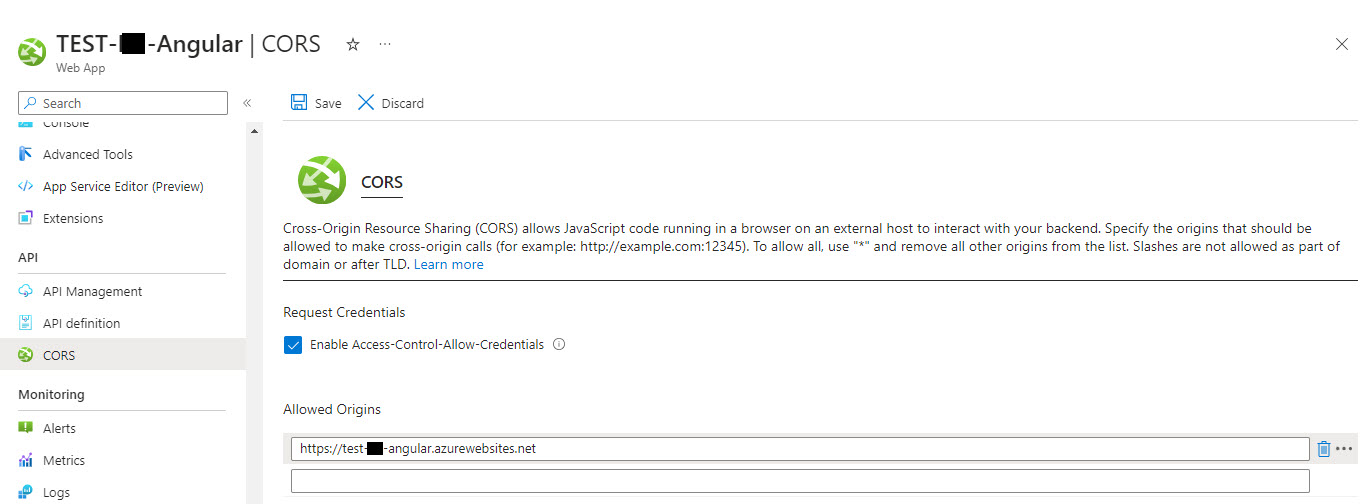 TEST- -Angular | CORS
Web App
Search
Save
Discard
Console
Advanced Tools
App Service Editor (Preview)
Extensions
API
API Management
API definition
CORS
Monitoring
Alerts
Metrics
Logs
CORS
Cross-Origin Resource Sharing (CORS) allows JavaScript code running in a browser on an external host to interact with your backend. Specify the origins that should be
allowed to make cross-origin calls (for example: http://example.com:12345). To allow all, use "*" and remove all other origins from the list. Slashes are not allowed as part of
domain or after TLD. Learn more
Request Credentials
Enable Access-Control-Allow-Credentials
Allowed Origins
https://test- -angular.azurewebsites.net